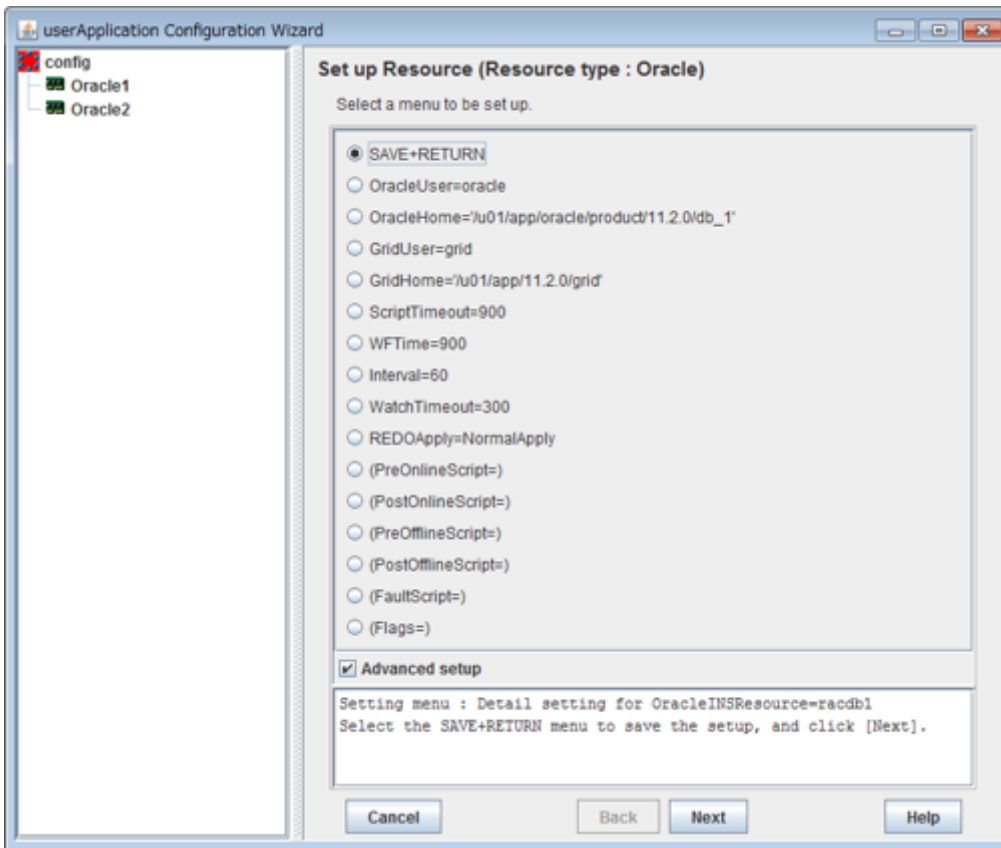 userApplication Configuration Wizard
config
Oracle1
Oracle2
Set up Resource (Resource type : Oracle)
Select a menu to be set up.
SAVE+RETURN
OracleUser=oracle
OracleHome='/u01/app/oracle/product/11.2.0/db_1'
GridUser=grid
GridHome='/u01/app/11.2.0/grid'
ScriptTimeout=900
WFTime=900
Interval=60
WatchTimeout=300
REDOApply=NormalApply
(PreOnlineScript=)
(PostOnlineScript=)
(PreOfflineScript=)
(PostOfflineScript=)
(FaultScript=)
(Flags=)
Advanced setup
Setting menu : Detail setting for OracleINSResource=racdb1
Select the SAVE+RETURN menu to save the setup, and click [Next].
Cancel Back Next Help